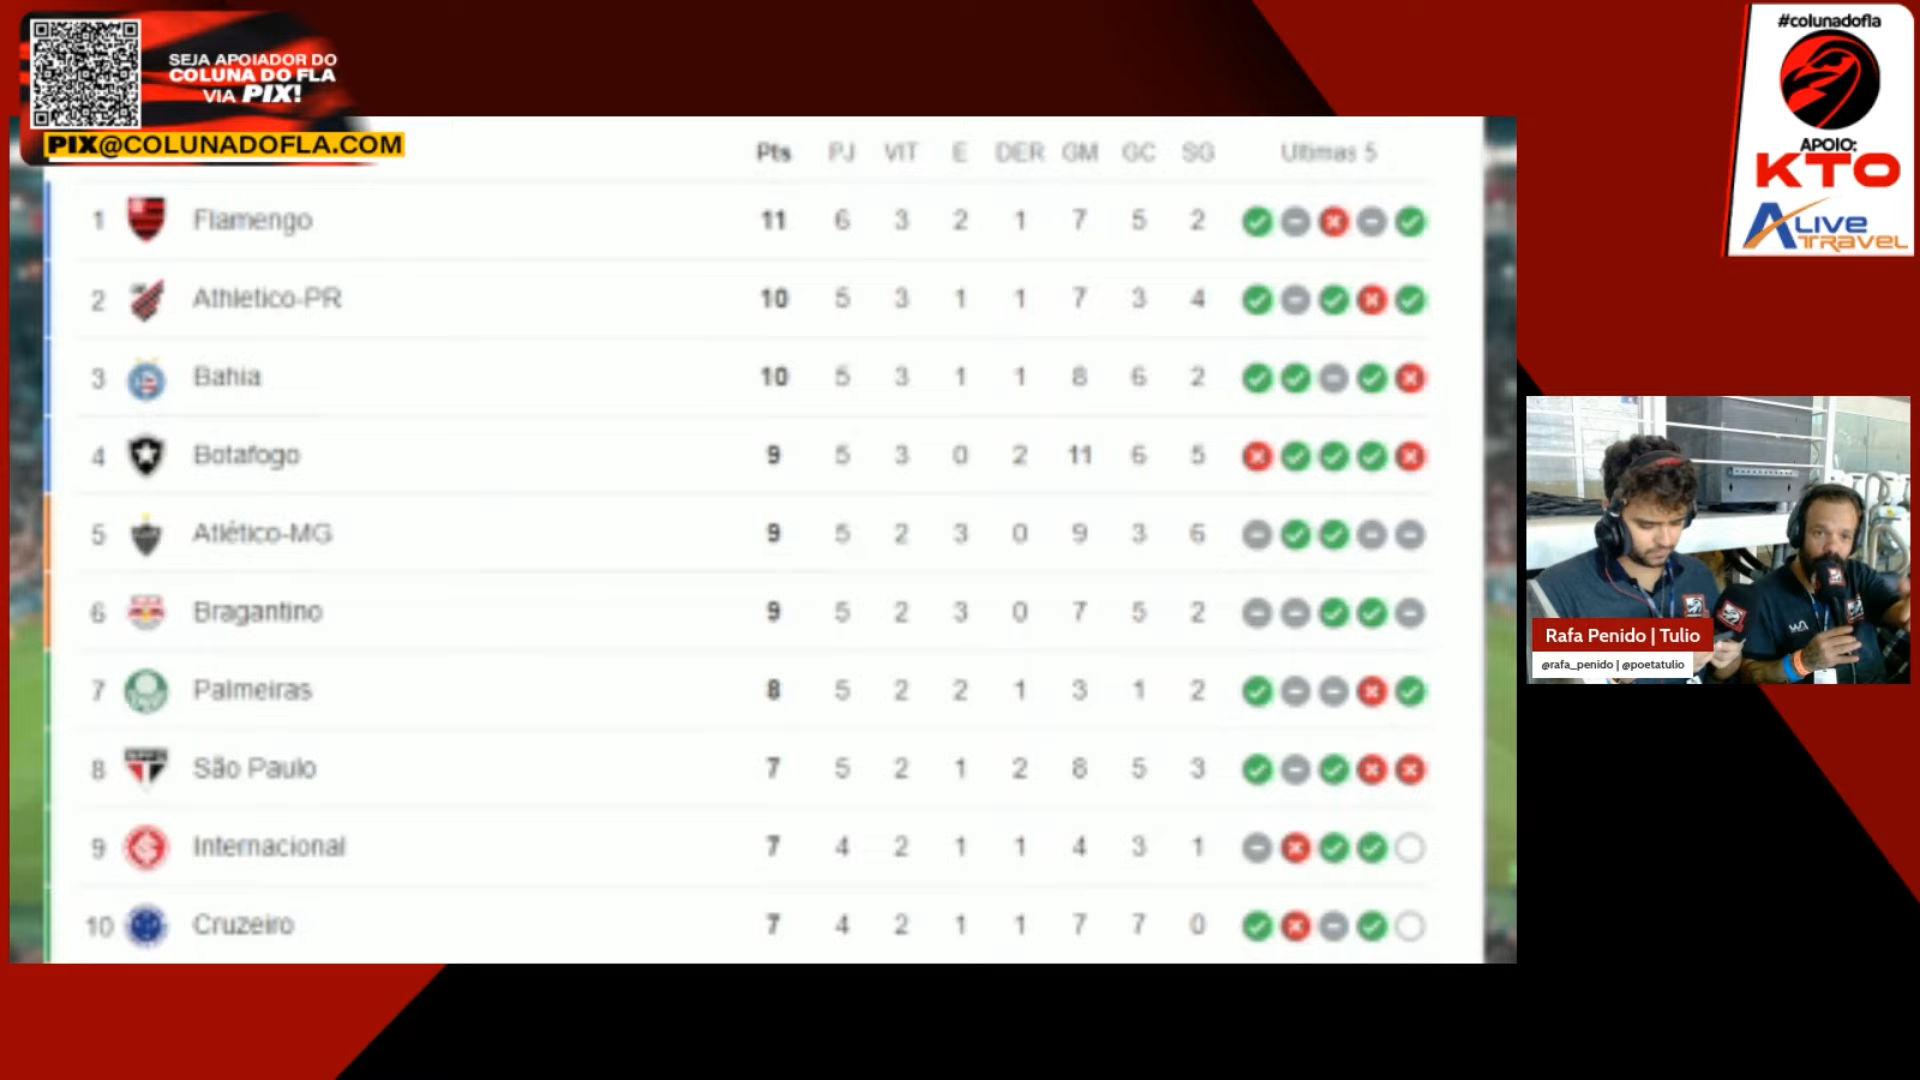 SEJA APOIADOR DO
COLUNA DO FLA
VIA PIX!
PIX@COLUNADOFLA.COM
#colunadofla
APOIO:
KTO
ALIVE
TRAVEL
Pts PJ VIT E DER GM GC SG Últimas 5
1 Flamengo 11 6 3 2 1 7 5 2
2 Athletico-PR 10 5 3 1 1 7 3 4
3 Bahia 10 5 3 1 1 8 6 2
4 Botafogo 9 5 3 0 2 11 6 5
5 Atlético-MG 9 5 2 3 0 9 3 6
6 Bragantino 9 5 2 3 0 7 5 2
7 Palmeiras 8 5 2 2 1 3 1 2
8 São Paulo 7 5 2 1 2 8 5 3
9 Internacional 7 4 2 1 1 4 3 1
10 Cruzeiro 7 4 2 1 1 7 7 0
Rafa Penido | Tulio
@rafa_penido | @poetatulio